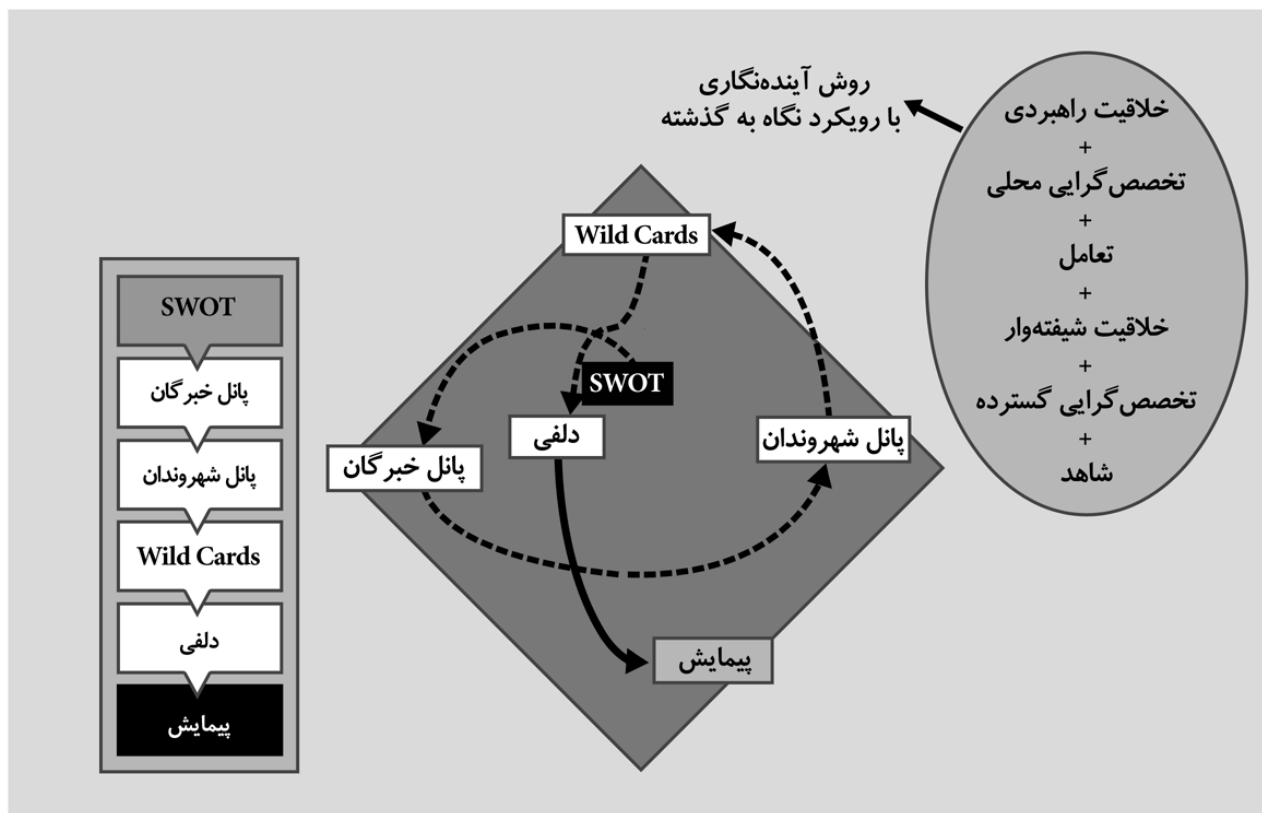 روش آینده‌نگاری
با رویکرد نگاه به گذشته
خلاقیت راهبردی
+
تخصص‌گرایی محلی
+
تعامل
+
خلاقیت شیفته‌وار
+
تخصص‌گرایی گسترده
+
شاهد
Wild Cards
SWOT
دلفی
پانل شهروندان
پانل خبرگان
پیمایش
SWOT
پانل خبرگان
پانل شهروندان
Wild Cards
دلفی
پیمایش